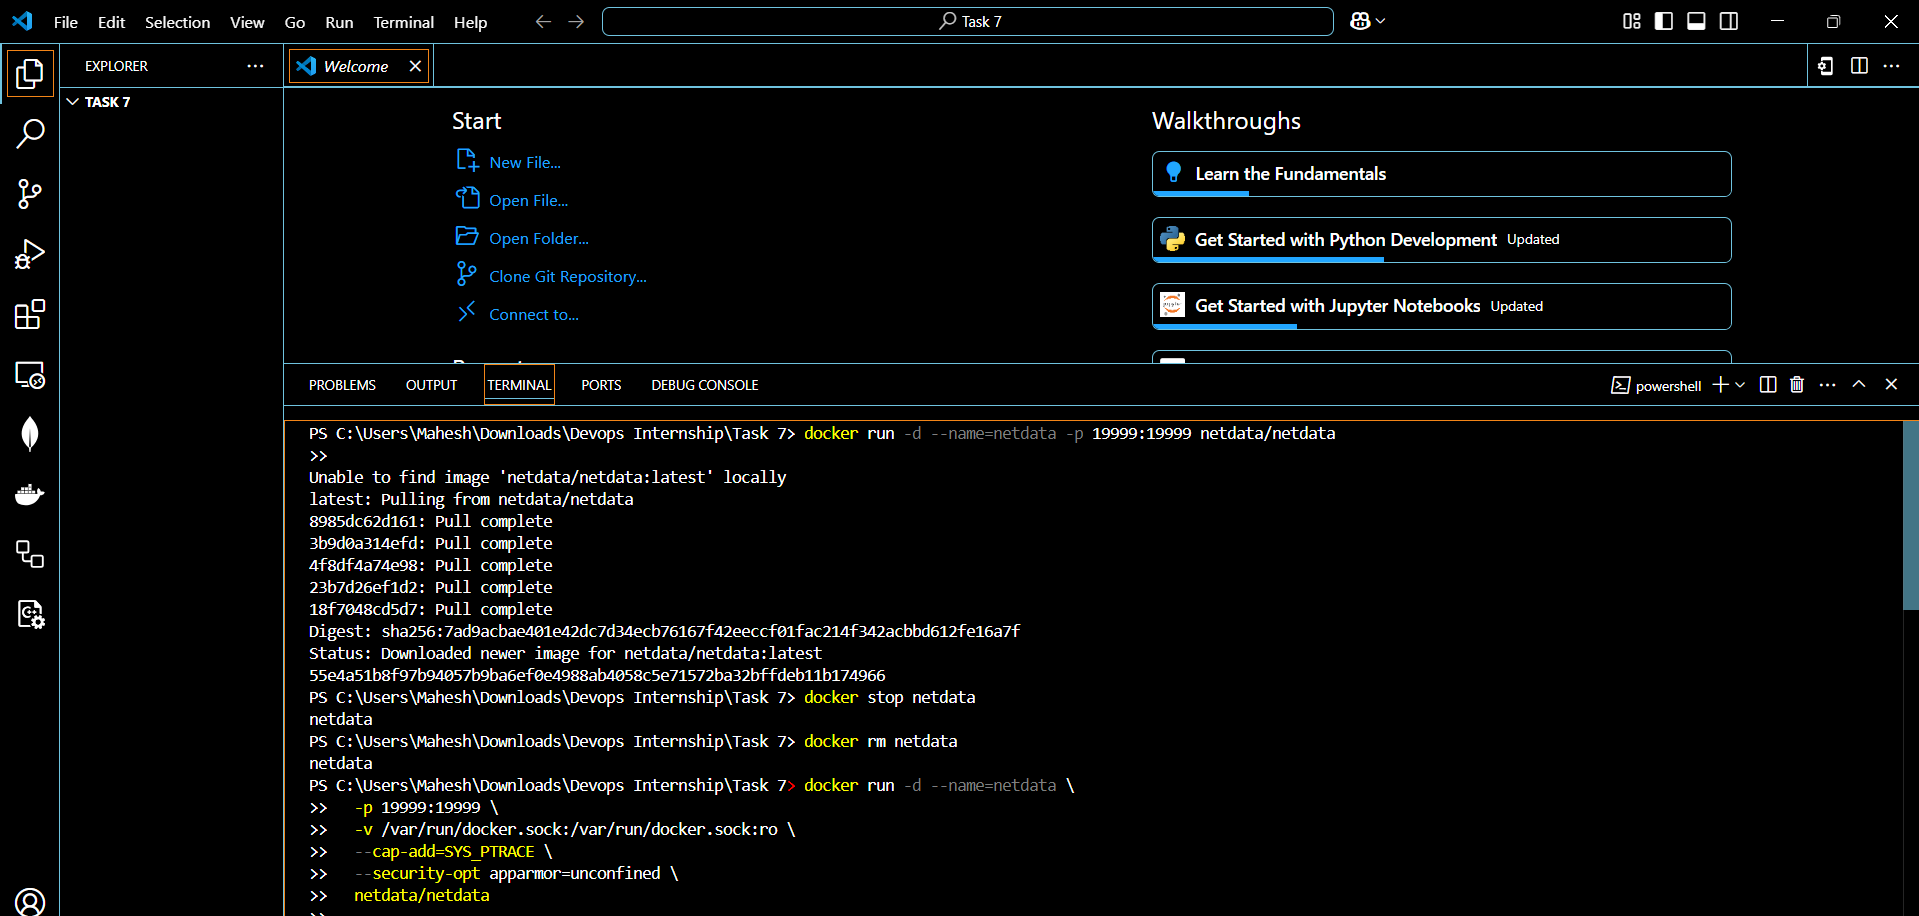 File Edit Selection View Go Run Terminal Help Task 7
EXPLORER ··· Welcome
TASK 7
Start
New File...
Open File...
Open Folder...
Clone Git Repository...
Connect to...
Walkthroughs
Learn the Fundamentals
Get Started with Python Development Updated
Get Started with Jupyter Notebooks Updated
PROBLEMS OUTPUT TERMINAL PORTS DEBUG CONSOLE powershell
PS C:\Users\Mahesh\Downloads\Devops Internship\Task 7> docker run -d --name=netdata -p 19999:19999 netdata/netdata
>>
Unable to find image 'netdata/netdata:latest' locally
latest: Pulling from netdata/netdata
8985dc62d161: Pull complete
3b9d0a314efd: Pull complete
4f8df4a74e98: Pull complete
23b7d26ef1d2: Pull complete
18f7048cd5d7: Pull complete
Digest: sha256:7ad9acbae401e42dc7d34ecb76167f42eeccf01fac214f342acbbd612fe16a7f
Status: Downloaded newer image for netdata/netdata:latest
55e4a51b8f97b94057b9ba6ef0e4988ab4058c5e71572ba32bffdeb11b174966
PS C:\Users\Mahesh\Downloads\Devops Internship\Task 7> docker stop netdata
netdata
PS C:\Users\Mahesh\Downloads\Devops Internship\Task 7> docker rm netdata
netdata
PS C:\Users\Mahesh\Downloads\Devops Internship\Task 7> docker run -d --name=netdata \
>>   -p 19999:19999 \
>>   -v /var/run/docker.sock:/var/run/docker.sock:ro \
>>   --cap-add=SYS_PTRACE \
>>   --security-opt apparmor=unconfined \
>>   netdata/netdata
>>